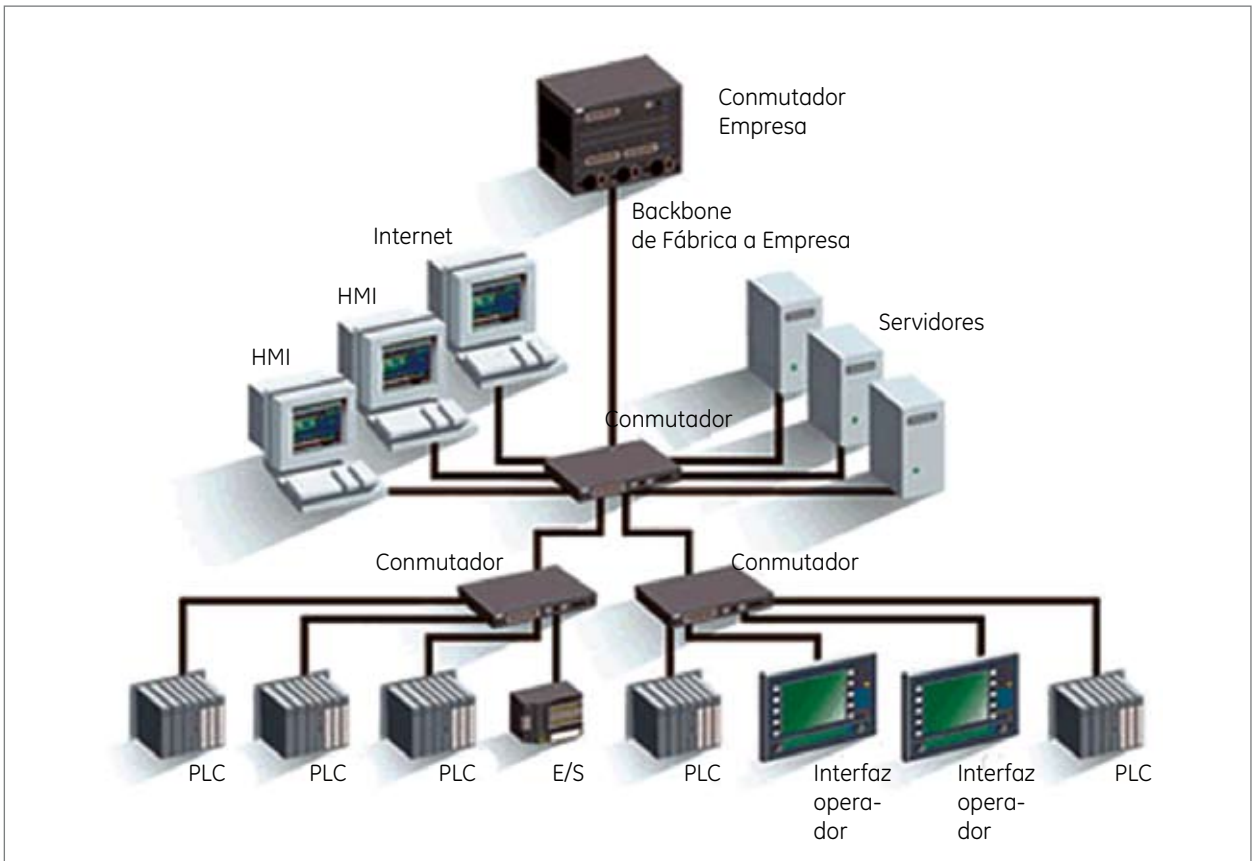 Conmutador
Empresa
Backbone
de Fábrica a Empresa
Internet
HMI
HMI
Servidores
Conmutador
Conmutador
Conmutador
PLC
PLC
PLC
E/S
PLC
Interfaz
opera-
dor
Interfaz
opera-
dor
PLC